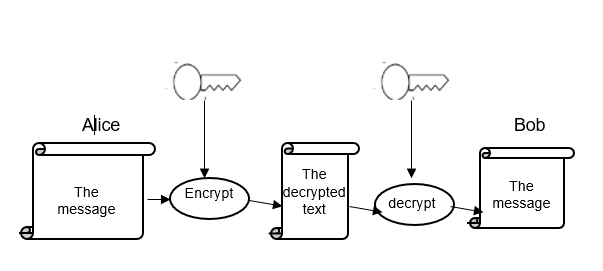 Alice
Bob
The
message
Encrypt
The
decrypted
text
decrypt
The
message